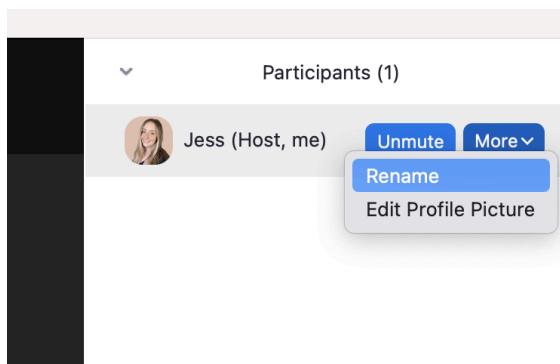 Participants (1)
Jess (Host, me) Unmute More
Rename
Edit Profile Picture